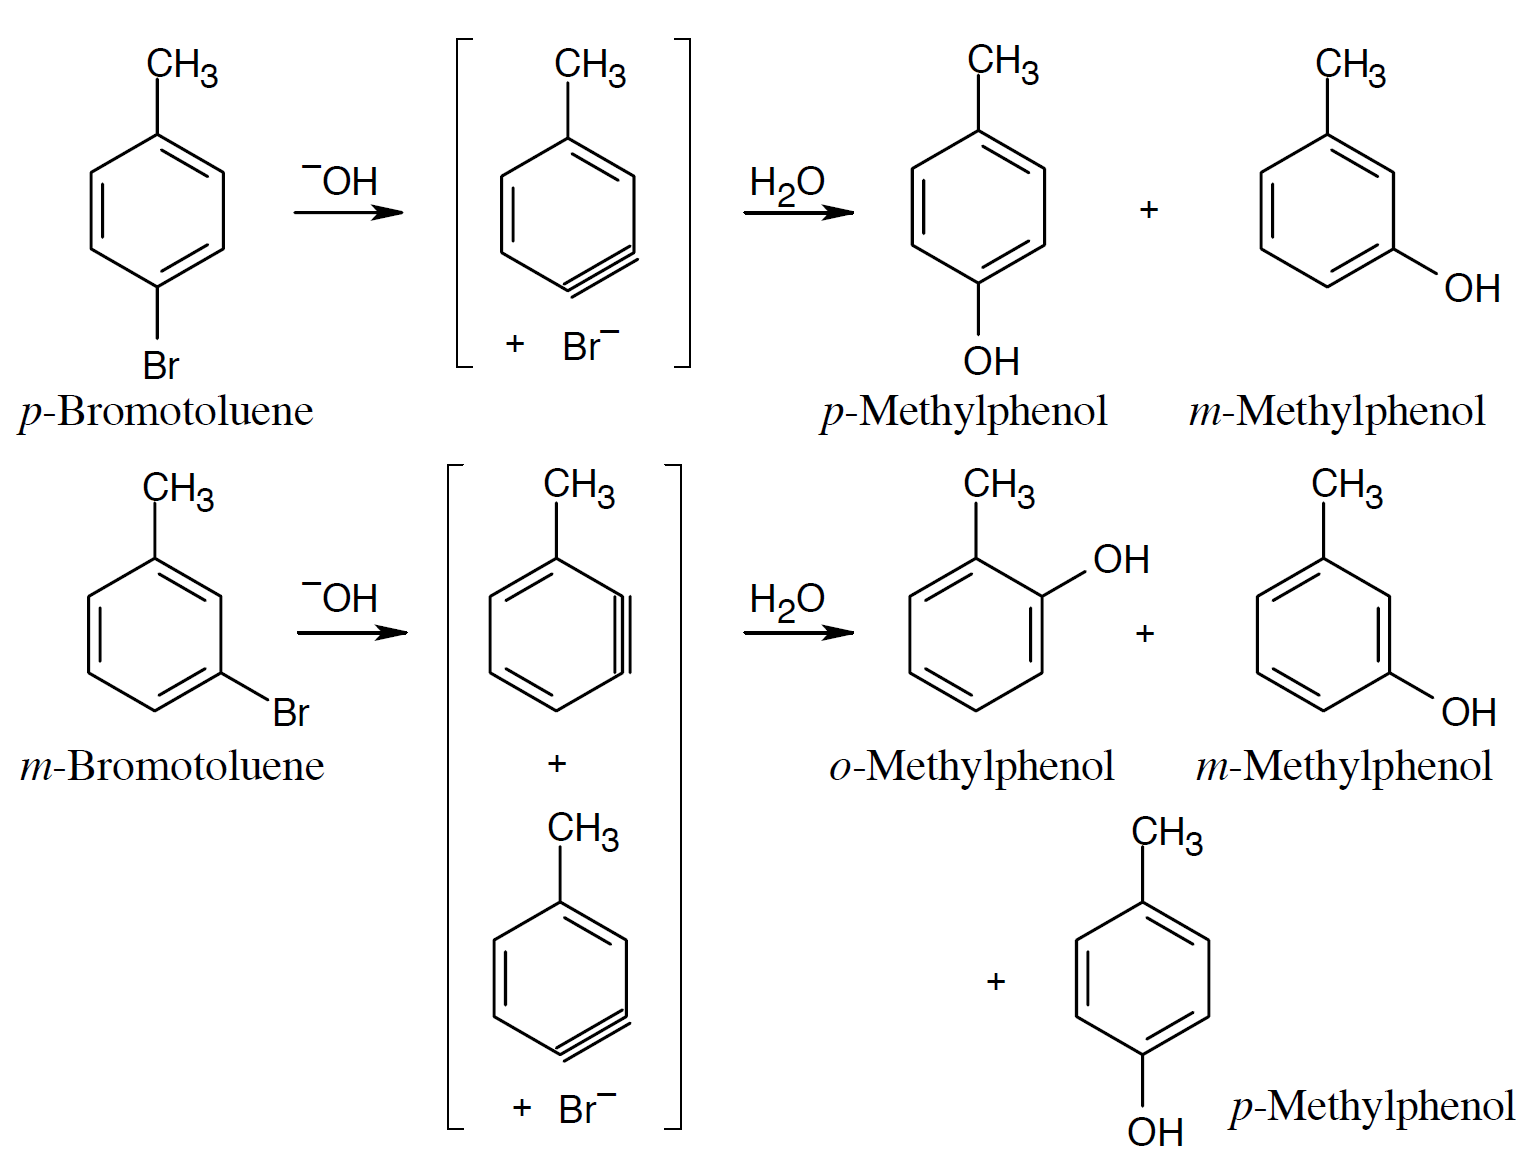 CH3 CH3 CH3 CH3
−OH H2O
+
+ Br−
Br OH OH
p-Bromotoluene p-Methylphenol m-Methylphenol
CH3 CH3 CH3 CH3
−OH H2O OH
+
Br OH
m-Bromotoluene + o-Methylphenol m-Methylphenol
CH3 CH3
+
+ Br− p-Methylphenol
OH